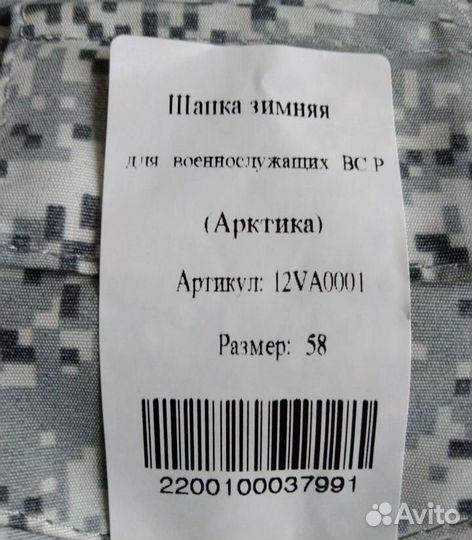 Шапка зимняя
для военнослужащих ВС Р
(Арктика)
Артикул: 12VA0001
Размер: 58
2200100037991
Avito